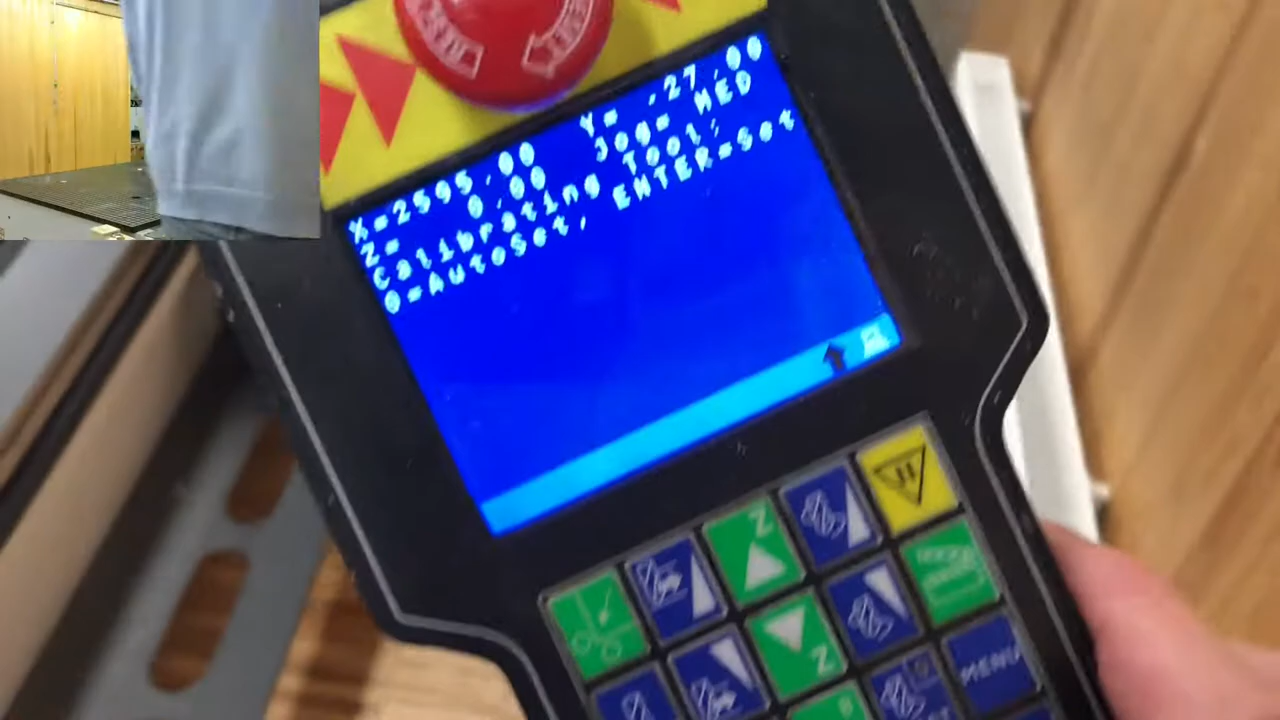 X=2595.00 Y= -27.00
Z= 0.00 Jog= MED
Calibrating Tool:
0=AutoSet, ENTER=Set
Z
Z
MENU